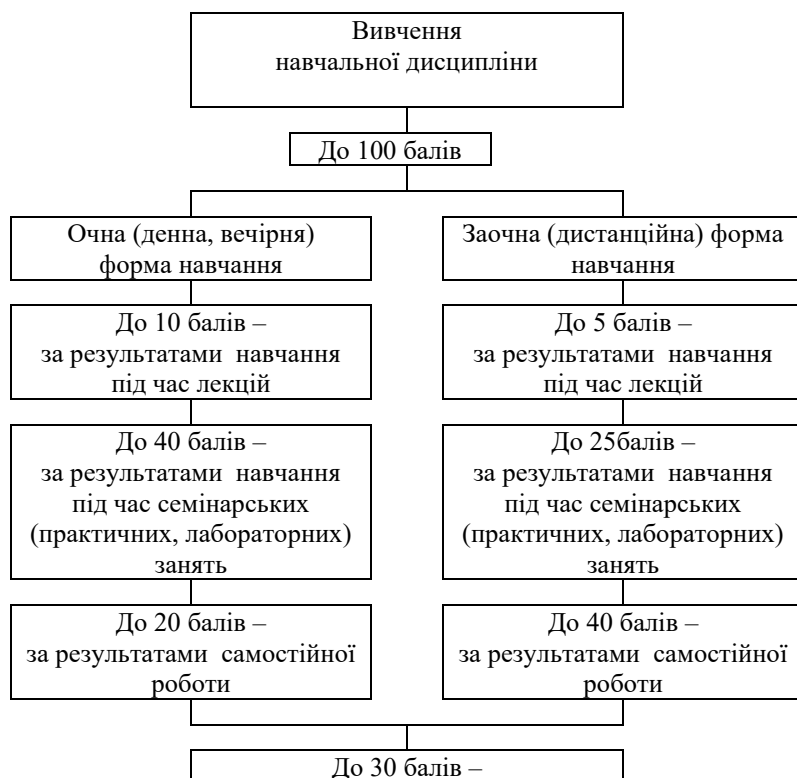 Вивчення
навчальної дисципліни
До 100 балів
Очна (денна, вечірня)
форма навчання
Заочна (дистанційна) форма
навчання
До 10 балів –
за результатами навчання
під час лекцій
До 5 балів –
за результатами навчання
під час лекцій
До 40 балів –
за результатами навчання
під час семінарських
(практичних, лабораторних)
занять
До 25балів –
за результатами навчання
під час семінарських
(практичних, лабораторних)
занять
До 20 балів –
за результатами самостійної
роботи
До 40 балів –
за результатами самостійної
роботи
До 30 балів –